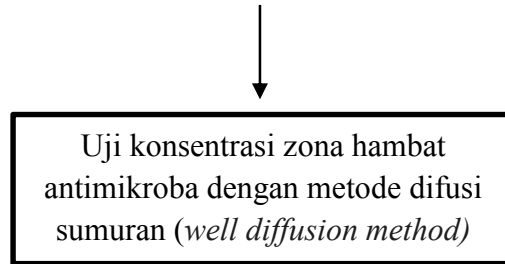 Uji konsentrasi zona hambat
antimikroba dengan metode difusi
sumuran (well diffusion method)